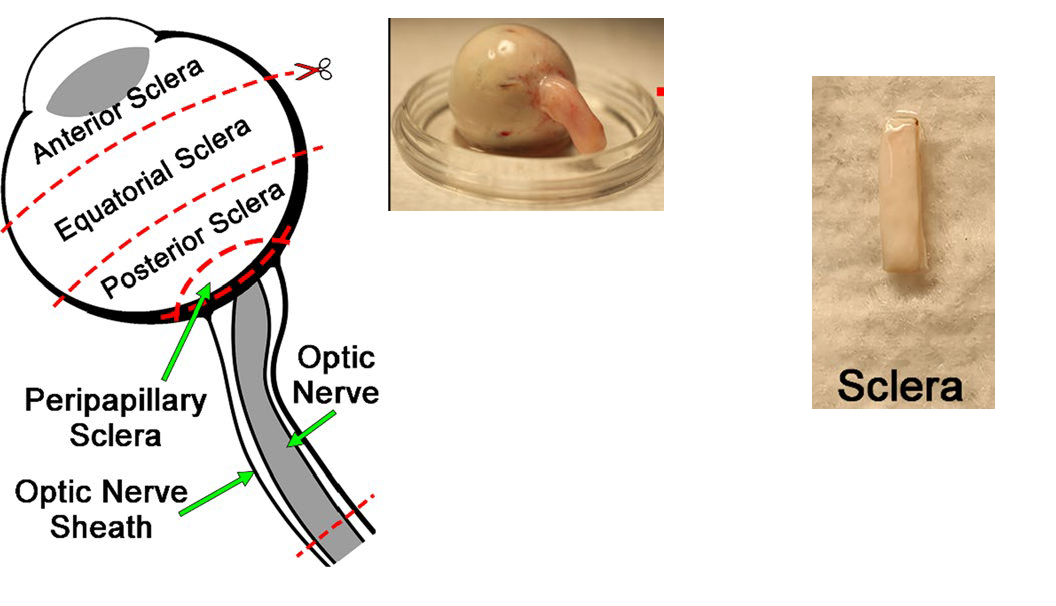 Anterior Sclera
Equatorial Sclera
Posterior Sclera
Peripapillary
Sclera
Optic
Nerve
Optic Nerve
Sheath
Sclera